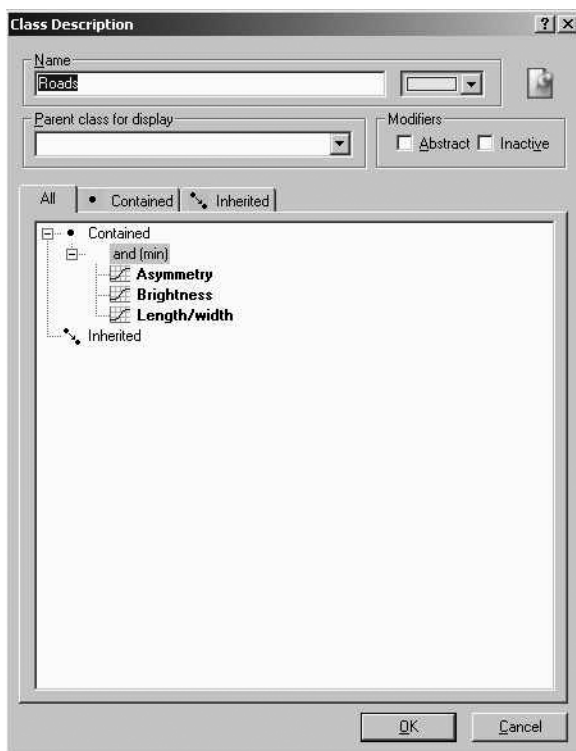 Class Description
Name
Roads
Parent class for display
Modifiers
Abstract Inactive
All Contained Inherited
Contained
and (min)
Asymmetry
Brightness
Length/width
Inherited
OK Cancel